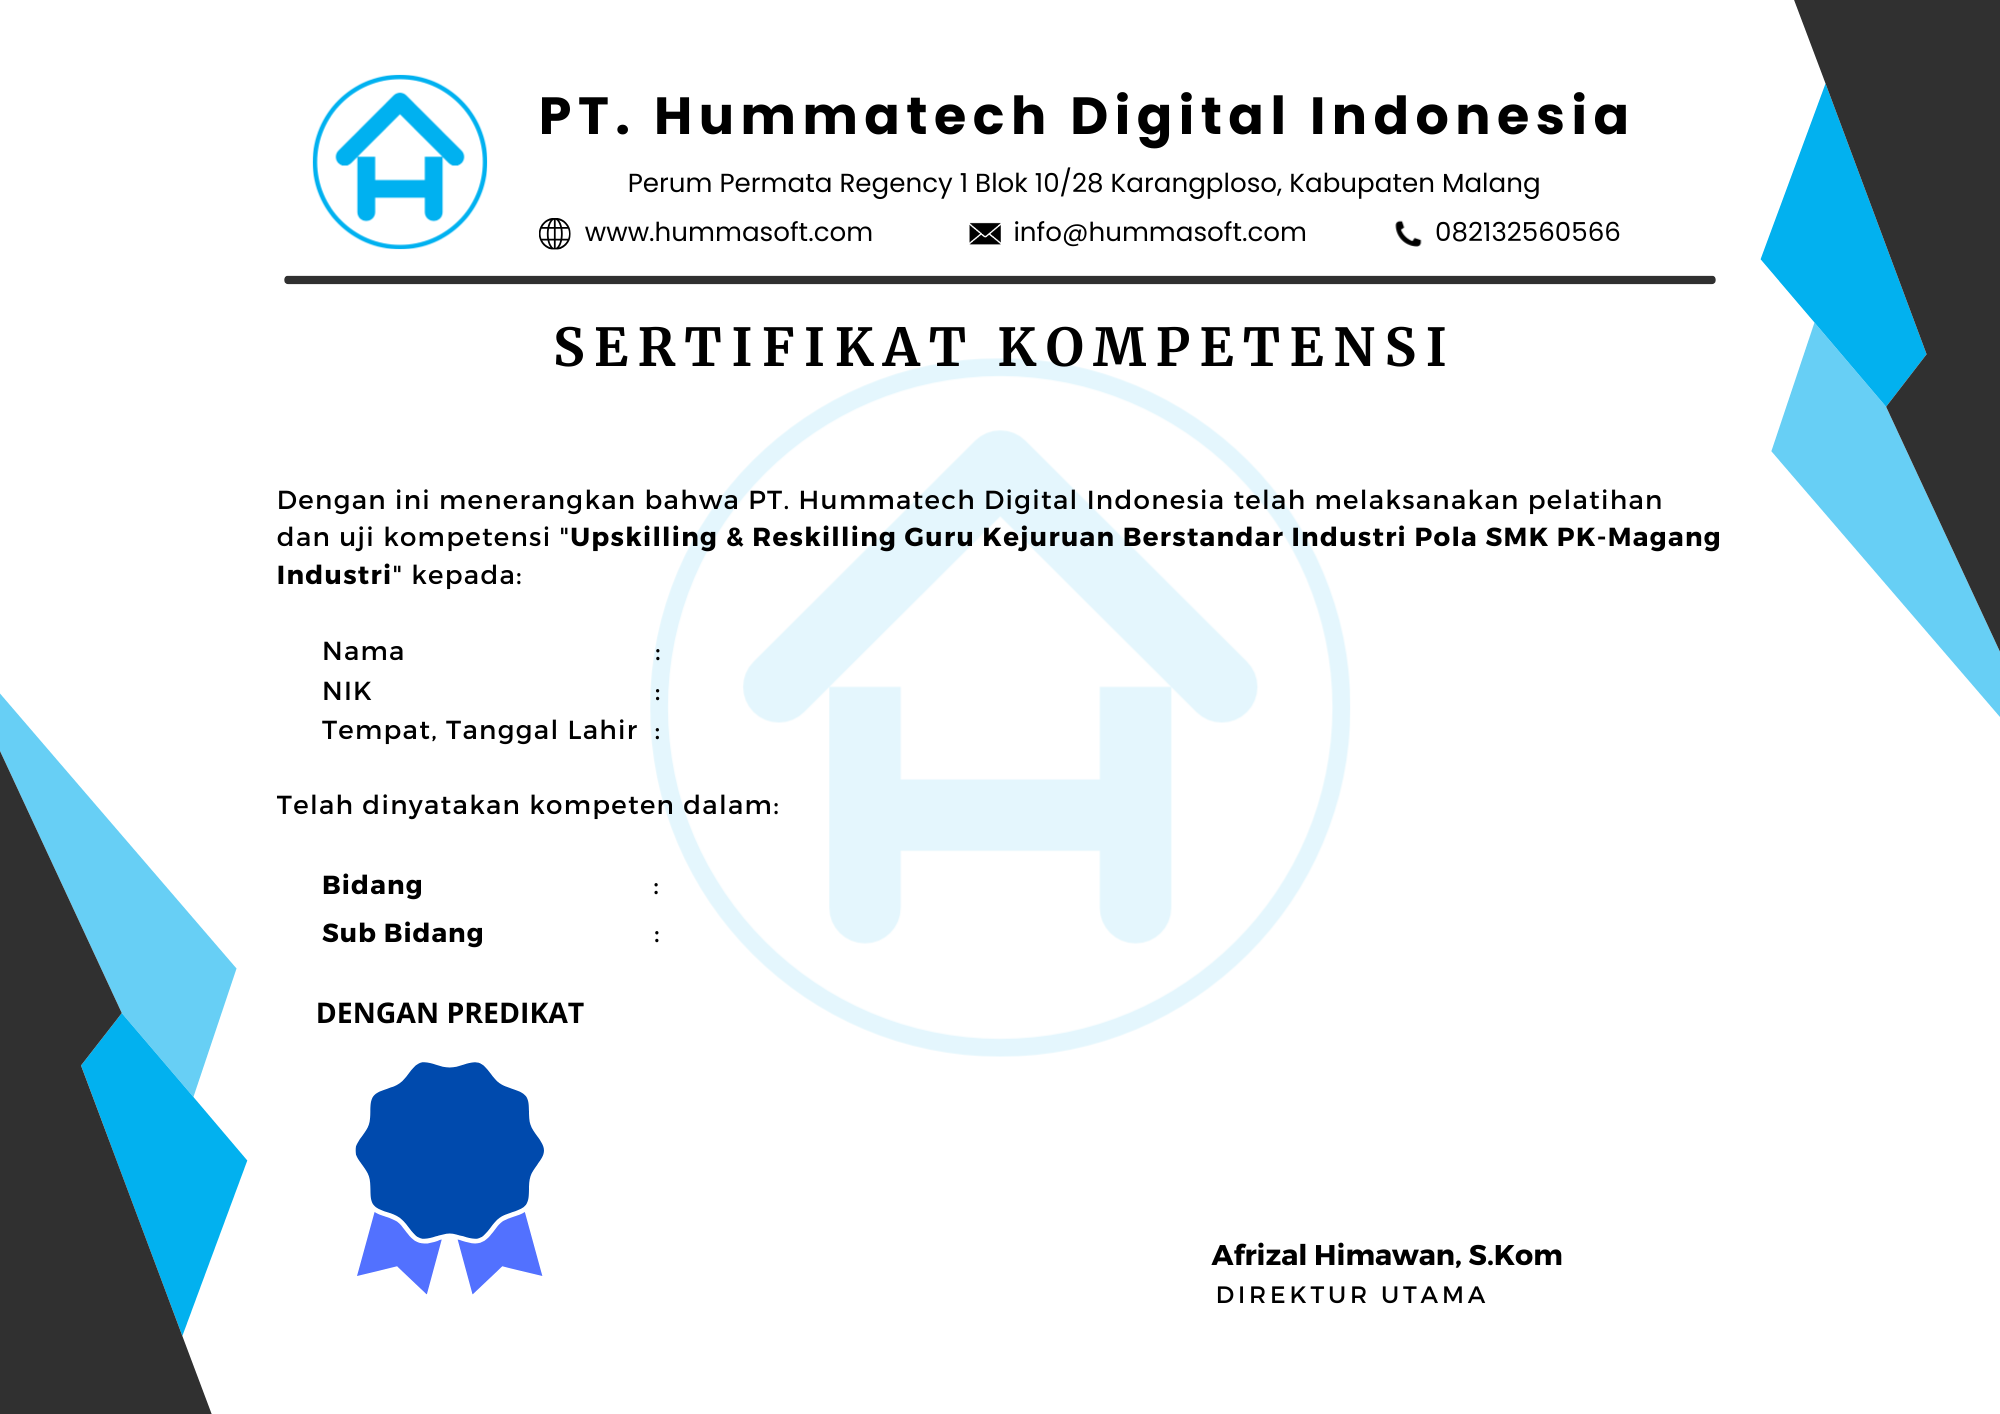 PT. Hummatech Digital Indonesia
Perum Permata Regency 1 Blok 10/28 Karangploso, Kabupaten Malang
www.hummasoft.com info@hummasoft.com 082132560566
SERTIFIKAT KOMPETENSI
Dengan ini menerangkan bahwa PT. Hummatech Digital Indonesia telah melaksanakan pelatihan
dan uji kompetensi "Upskilling & Reskilling Guru Kejuruan Berstandar Industri Pola SMK PK-Magang
Industri" kepada:
Nama :
NIK :
Tempat, Tanggal Lahir :
Telah dinyatakan kompeten dalam:
Bidang :
Sub Bidang :
DENGAN PREDIKAT
Afrizal Himawan, S.Kom
DIREKTUR UTAMA